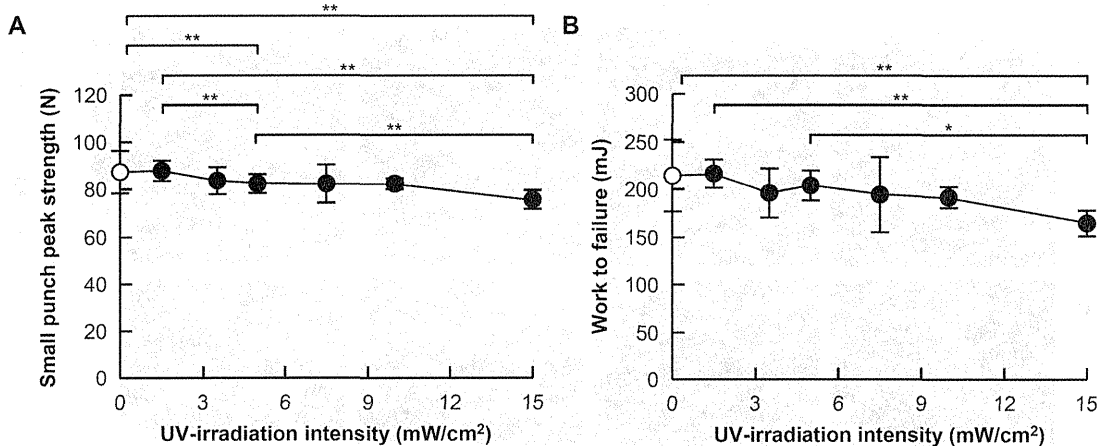 A
**
**
**
**
**
Small punch peak strength (N)
120
100
80
60
40
20
0
0 3 6 9 12 15
UV-irradiation intensity (mW/cm²)
B
**
**
*
Work to failure (mJ)
300
250
200
150
100
50
0
0 3 6 9 12 15
UV-irradiation intensity (mW/cm²)